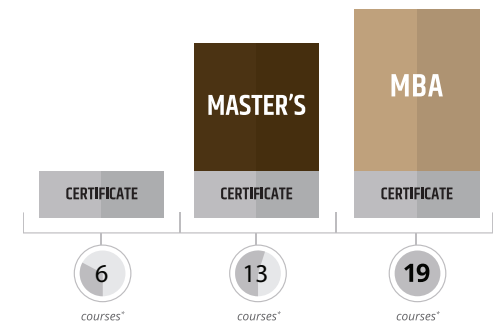 MASTER'S
MBA
CERTIFICATE
CERTIFICATE
CERTIFICATE
6
13
19
courses*
courses*
courses*